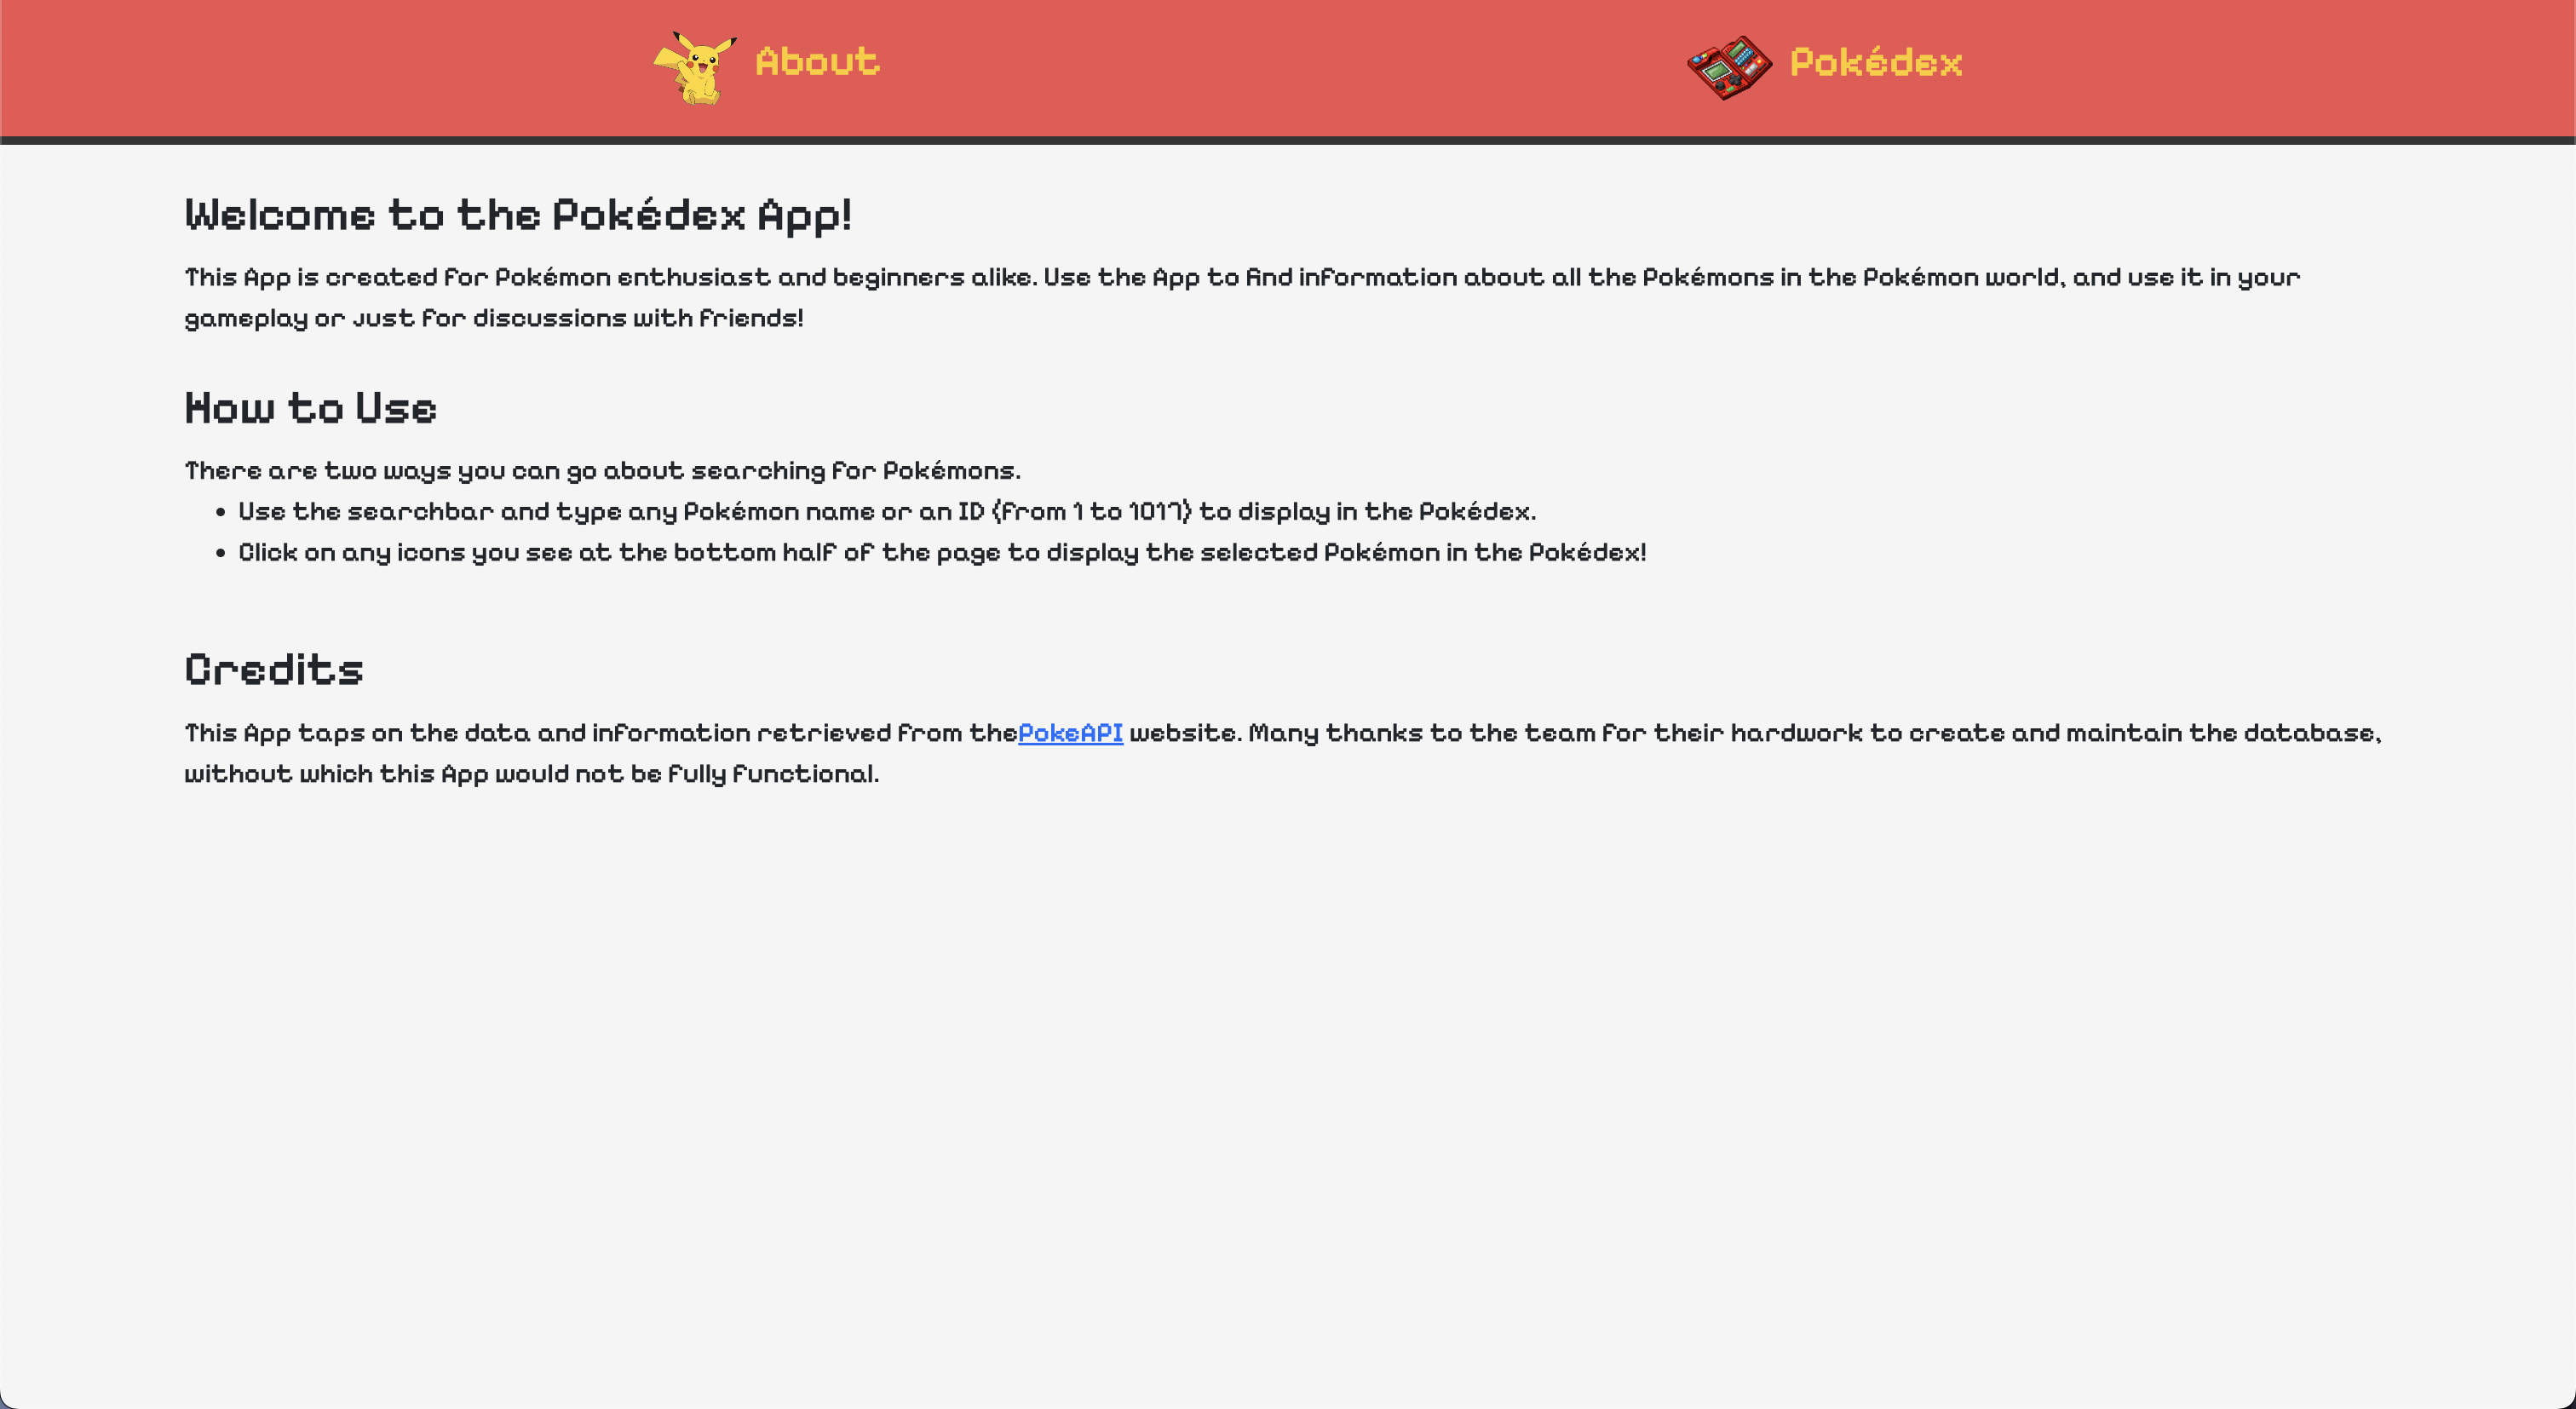 About
Pokédex
Welcome to the Pokédex App!
This App is created for Pokémon enthusiast and beginners alike. Use the App to find information about all the Pokémons in the Pokémon world, and use it in your
gameplay or just for discussions with friends!
How to Use
There are two ways you can go about searching for Pokémons.
• Use the searchbar and type any Pokémon name or an ID (from 1 to 1017) to display in the Pokédex.
• Click on any icons you see at the bottom half of the page to display the selected Pokémon in the Pokédex!
Credits
This App taps on the data and information retrieved from thePokeAPI website. Many thanks to the team for their hardwork to create and maintain the database,
without which this App would not be fully functional.